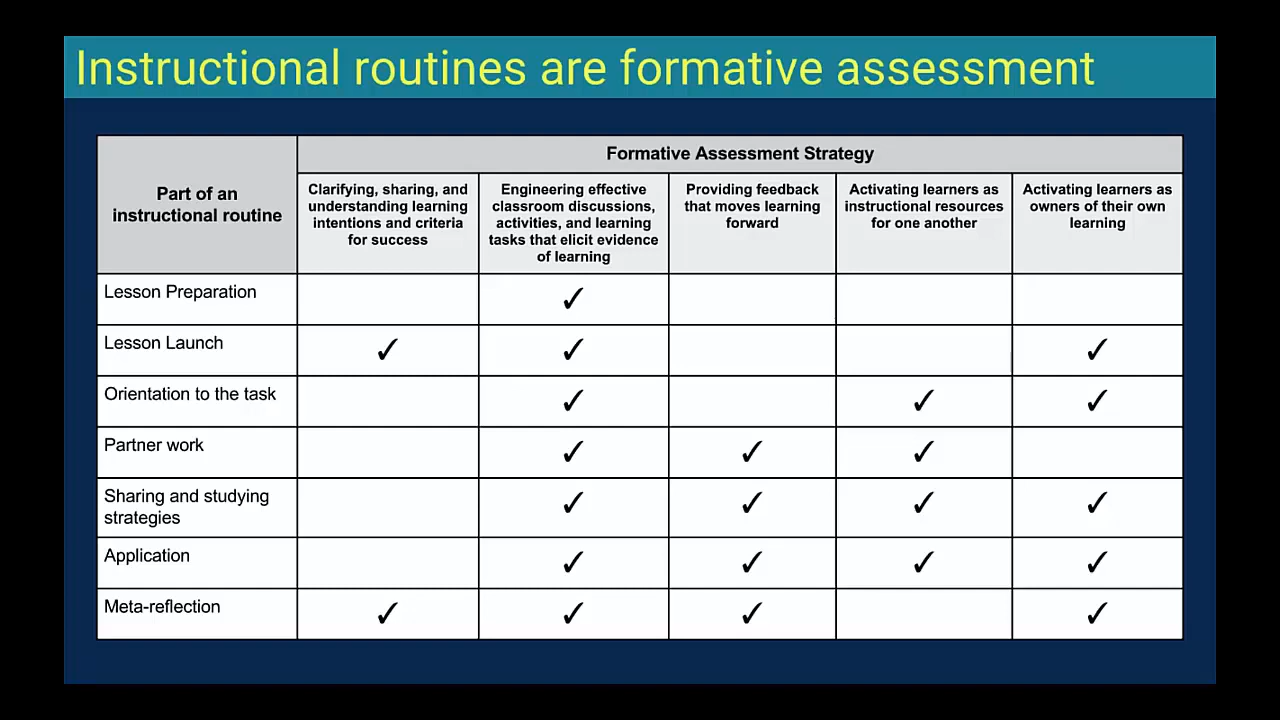 Instructional routines are formative assessment
Part of an
instructional routine
Formative Assessment Strategy
Clarifying, sharing, and
understanding learning
intentions and criteria
for success
Engineering effective
classroom discussions,
activities, and learning
tasks that elicit evidence
of learning
Providing feedback
that moves learning
forward
Activating learners as
instructional resources
for one another
Activating learners as
owners of their own
learning
Lesson Preparation ✓
Lesson Launch ✓ ✓ ✓
Orientation to the task ✓ ✓ ✓
Partner work ✓ ✓ ✓
Sharing and studying
strategies ✓ ✓ ✓ ✓
Application ✓ ✓ ✓ ✓
Meta-reflection ✓ ✓ ✓ ✓